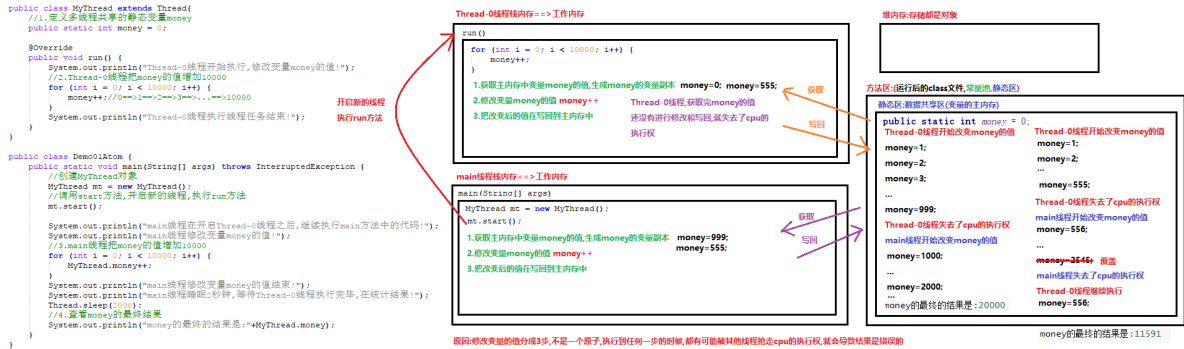 public class MyThread extends Thread{
//1.定义多线程共享的静态变量money
public static int money = 0;
@Override
public void run() {
System.out.println("Thread-0线程开始执行,修改变量money的值!");
//2.Thread-0线程把money的值增加10000
for (int i = 0; i < 10000; i++) {
money++;//0==>1==>2==>3==>...==>10000
}
System.out.println("Thread-0线程执行线程任务结束!");
}
}
public class Demo01Atom {
public static void main(String[] args) throws InterruptedException {
//创建MyThread对象
MyThread mt = new MyThread();
//调用start方法,开启新的线程,执行run方法
mt.start();
System.out.println("main线程在开启Thread-0线程之后,继续执行main方法中的代码!");
System.out.println("main线程修改变量money的值!");
//3.main线程把money的值增加10000
for (int i = 0; i < 10000; i++) {
MyThread.money++;
}
System.out.println("main线程修改变量money的值结束!");
System.out.println("main线程睡眠2秒钟,等待Thread-0线程执行完毕,在统计结果!");
Thread.sleep(2000);
//4.查看money的最终结果
System.out.println("money的最终的结果是:"+MyThread.money);
}
}
开启新的线程
执行run方法
Thread-0线程栈内存==>工作内存
run()
for (int i = 0; i < 10000; i++) {
money++;
}
1.获取主内存中变量money的值,生成money的变量副本 money=0; money=555;
2.修改变量money的值 money++
3.把改变后的值在写回到主内存中
Thread-0线程,获取完money的值
还没有进行修改和写回,就失去了cpu的
执行权
获取
写回
main线程栈内存==>工作内存
main(String[] args)
MyThread mt = new MyThread();
mt.start();
1.获取主内存中变量money的值,生成money的变量副本 money=999;
money=555;
2.修改变量money的值 money++
3.把改变后的值在写回到主内存中
获取
写回
原因:修改变量的值分成3步,不是一个原子,执行到任何一步的时候,都有可能被其他线程抢走cpu的执行权,就会导致结果是错误的
堆内存:存储都是对象
方法区:(运行后的class文件,常量池,静态区)
静态区:数据共享区(变量的主内存)
public static int money = 0;
Thread-0线程开始改变money的值
money=1;
money=2;
money=3;
...
money=999;
Thread-0线程失去了cpu的执行权
main线程开始改变money的值
money=1000;
...
money=2000;
...
money的最终的结果是:20000
Thread-0线程开始改变money的值
money=1;
money=2;
...
money=555;
Thread-0线程失去了cpu的执行权
main线程开始改变money的值
money=556;
...
money=2545; 覆盖
main线程失去了cpu的执行权
Thread-0线程继续执行
money=556;
money的最终的结果是:11591